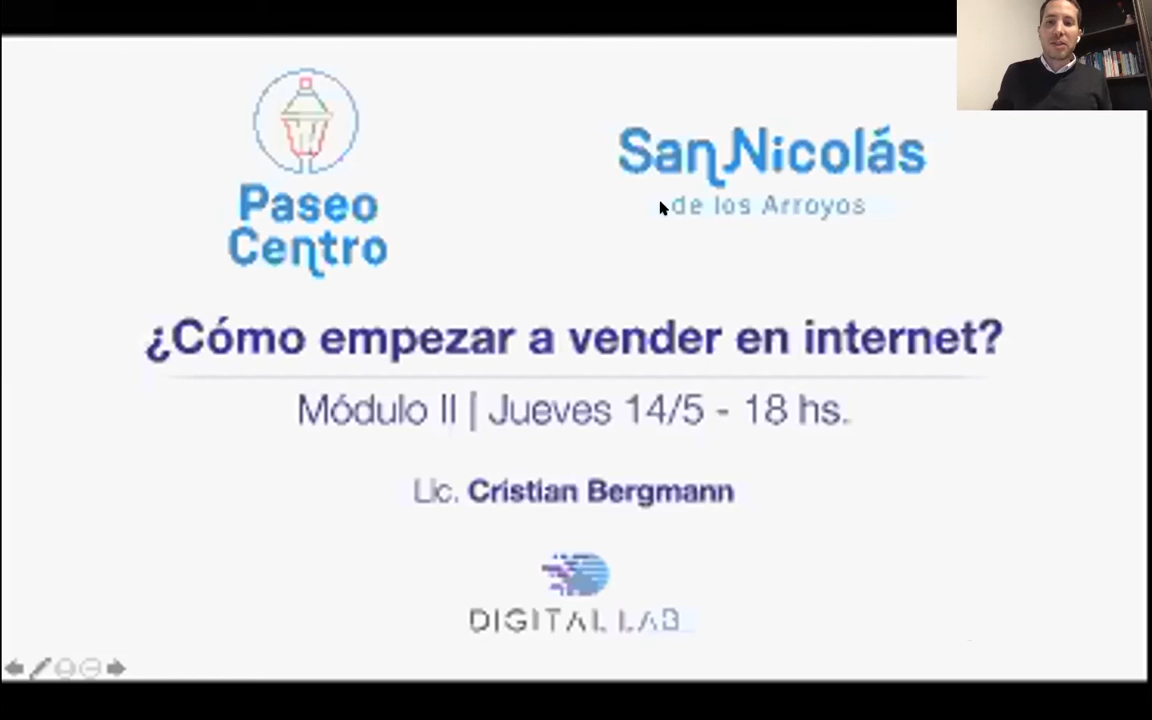 Paseo
Centro
San Nicolás
de los Arroyos
¿Cómo empezar a vender en internet?
Módulo II | Jueves 14/5 - 18 hs.
Lic. Cristian Bergmann
DIGITAL LAB_